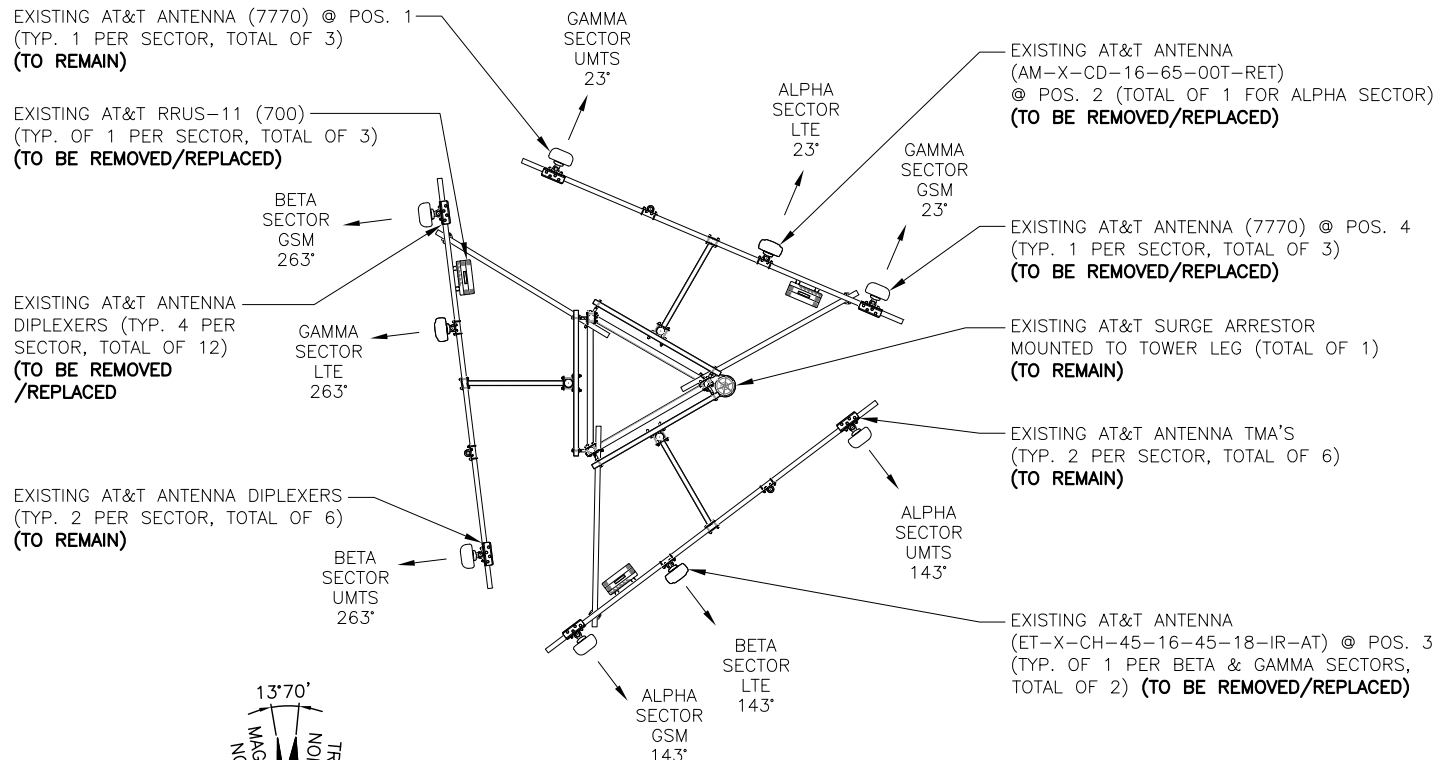 EXISTING AT&T ANTENNA (7770) @ POS. 1
(TYP. 1 PER SECTOR, TOTAL OF 3)
(TO REMAIN)
EXISTING AT&T RRUS-11 (700)
(TYP. OF 1 PER SECTOR, TOTAL OF 3)
(TO BE REMOVED/REPLACED)
EXISTING AT&T ANTENNA
DIPLEXERS (TYP. 4 PER
SECTOR, TOTAL OF 12)
(TO BE REMOVED
/REPLACED
EXISTING AT&T ANTENNA DIPLEXERS
(TYP. 2 PER SECTOR, TOTAL OF 6)
(TO REMAIN)
BETA
SECTOR
GSM
263°
GAMMA
SECTOR
LTE
263°
BETA
SECTOR
UMTS
263°
GAMMA
SECTOR
UMTS
23°
ALPHA
SECTOR
LTE
23°
GAMMA
SECTOR
GSM
23°
ALPHA
SECTOR
UMTS
143°
BETA
SECTOR
LTE
143°
ALPHA
SECTOR
GSM
143°
EXISTING AT&T ANTENNA
(AM-X-CD-16-65-00T-RET)
@ POS. 2 (TOTAL OF 1 FOR ALPHA SECTOR)
(TO BE REMOVED/REPLACED)
EXISTING AT&T ANTENNA (7770) @ POS. 4
(TYP. 1 PER SECTOR, TOTAL OF 3)
(TO BE REMOVED/REPLACED)
EXISTING AT&T SURGE ARRESTOR
MOUNTED TO TOWER LEG (TOTAL OF 1)
(TO REMAIN)
EXISTING AT&T ANTENNA TMA'S
(TYP. 2 PER SECTOR, TOTAL OF 6)
(TO REMAIN)
EXISTING AT&T ANTENNA
(ET-X-CH-45-16-45-18-IR-AT) @ POS. 3
(TYP. OF 1 PER BETA & GAMMA SECTORS,
TOTAL OF 2) (TO BE REMOVED/REPLACED)
13°70'